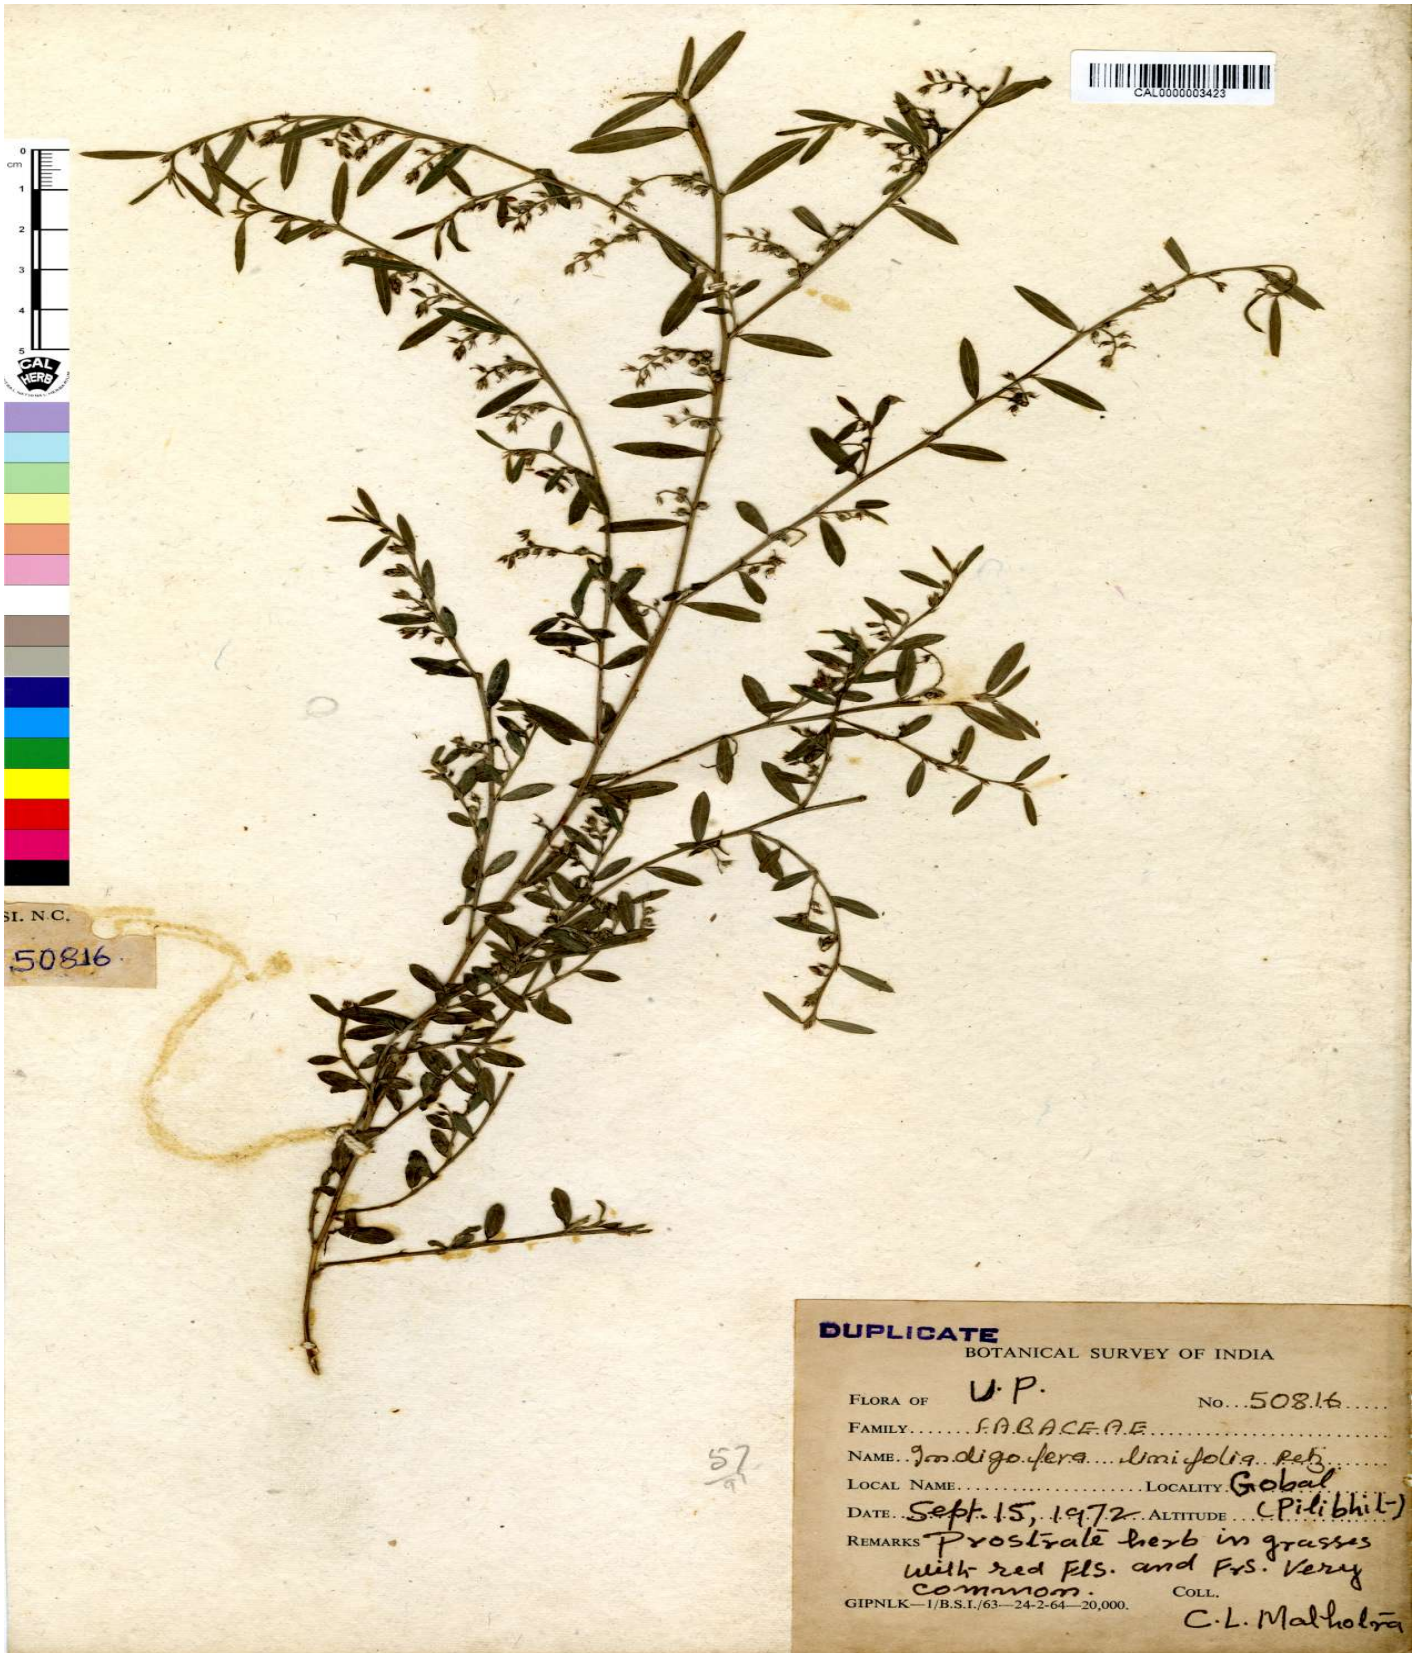 CAL0000003423
0
cm
1
2
3
4
5
CAL
HERB
SI. N.C.
50816
57
DUPLICATE
BOTANICAL SURVEY OF INDIA
FLORA OF U.P. No...50816......
FAMILY.......FABACEAE..........................
NAME..Indigofera....linifolia Retz.......
LOCAL NAME......................LOCALITY Gobal
DATE..Sept. 15, 1972 ALTITUDE ..(Pilibhit)
REMARKS Prostrate herb in grasses
with red Fls. and Frs. Very
common. COLL.
GIPNLK—1/B.S.I./63—24-2-64—20,000.
C.L. Malhotra